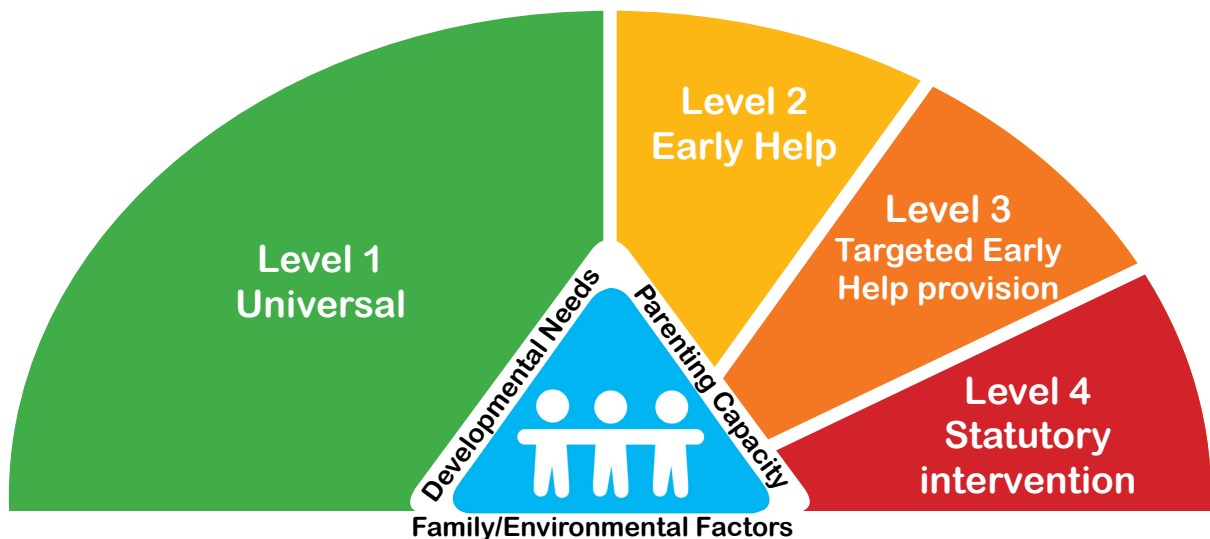 Level 1
Universal
Level 2
Early Help
Level 3
Targeted Early
Help provision
Level 4
Statutory
intervention
Developmental Needs
Parenting Capacity
Family/Environmental Factors